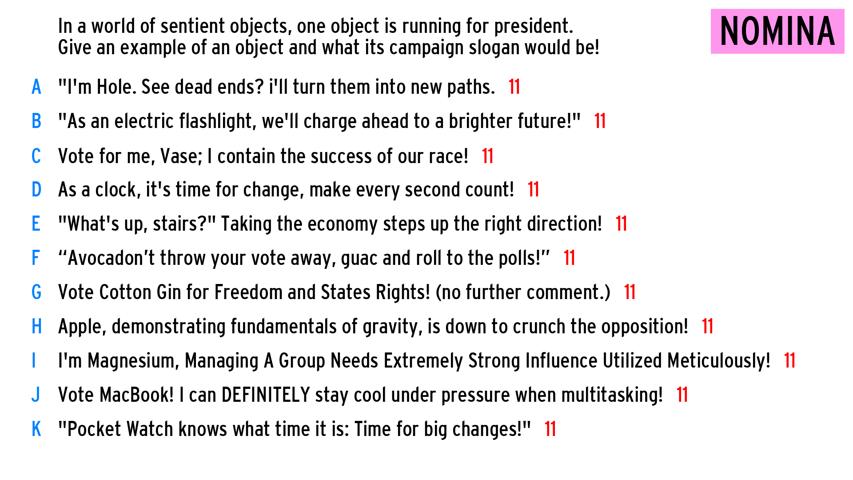 In a world of sentient objects, one object is running for president.
Give an example of an object and what its campaign slogan would be!
NOMINA
A "I'm Hole. See dead ends? i'll turn them into new paths. 11
B "As an electric flashlight, we'll charge ahead to a brighter future!" 11
C Vote for me, Vase; I contain the success of our race! 11
D As a clock, it's time for change, make every second count! 11
E "What's up, stairs?" Taking the economy steps up the right direction! 11
F “Avocadon’t throw your vote away, guac and roll to the polls!” 11
G Vote Cotton Gin for Freedom and States Rights! (no further comment.) 11
H Apple, demonstrating fundamentals of gravity, is down to crunch the opposition! 11
I I'm Magnesium, Managing A Group Needs Extremely Strong Influence Utilized Meticulously! 11
J Vote MacBook! I can DEFINITELY stay cool under pressure when multitasking! 11
K "Pocket Watch knows what time it is: Time for big changes!" 11